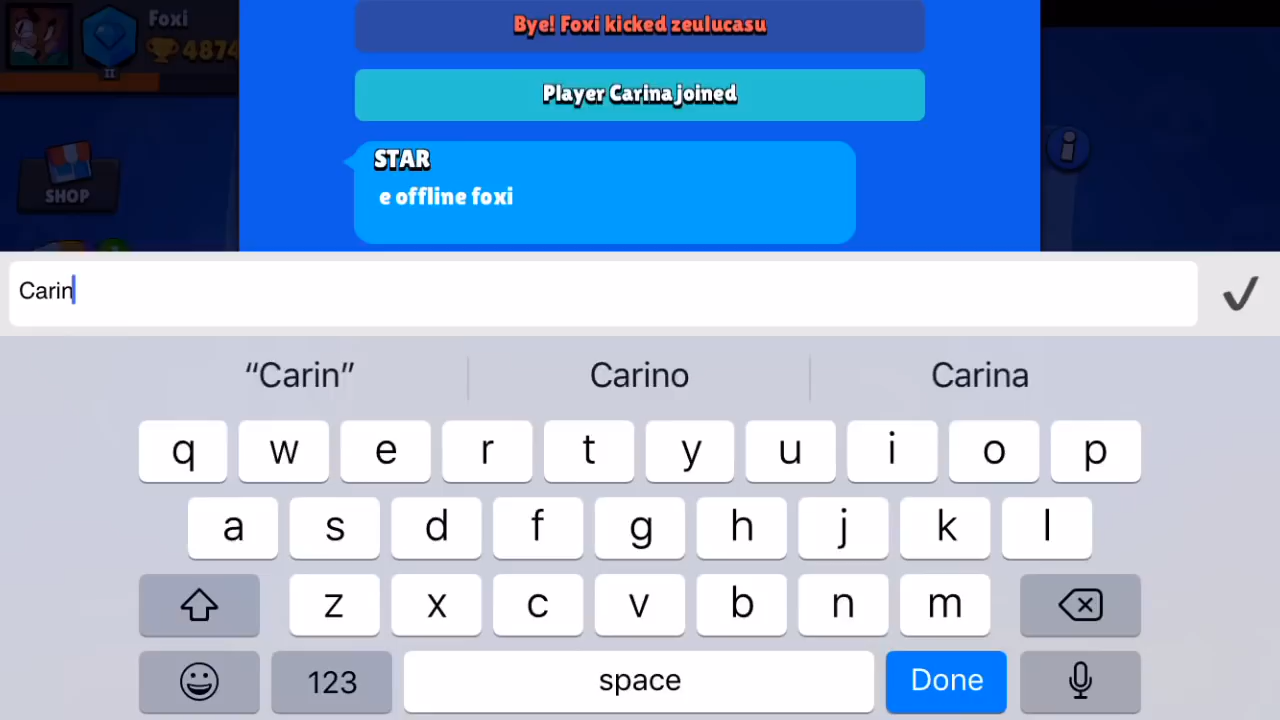 Foxi
4874
II
Bye! Foxi kicked zeulucasu
Player Carina joined
STAR
e offline foxi
SHOP
i
Carin
“Carin” Carino Carina
q w e r t y u i o p
a s d f g h j k l
z x c v b n m
123 space Done